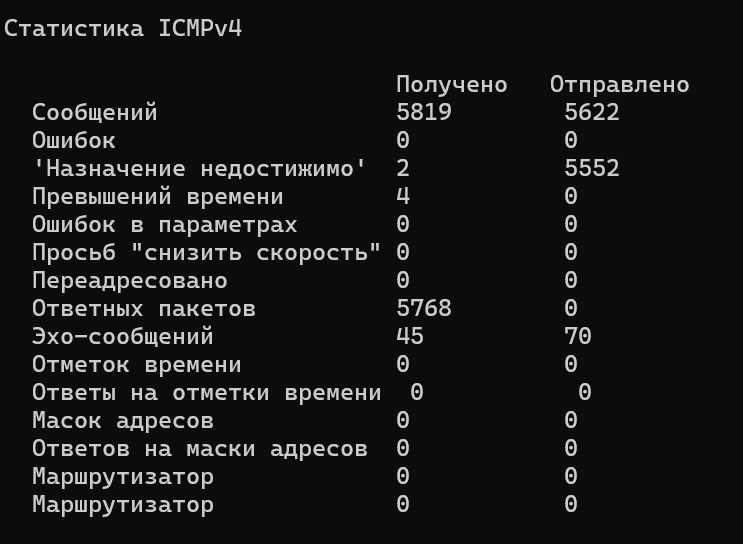 Статистика ICMPv4
Получено Отправлено
Сообщений 5819 5622
Ошибок 0 0
'Назначение недостижимо' 2 5552
Превышений времени 4 0
Ошибок в параметрах 0 0
Просьб "снизить скорость" 0 0
Переадресовано 0 0
Ответных пакетов 5768 0
Эхо-сообщений 45 70
Отметок времени 0 0
Ответы на отметки времени 0 0
Масок адресов 0 0
Ответов на маски адресов 0 0
Маршрутизатор 0 0
Маршрутизатор 0 0